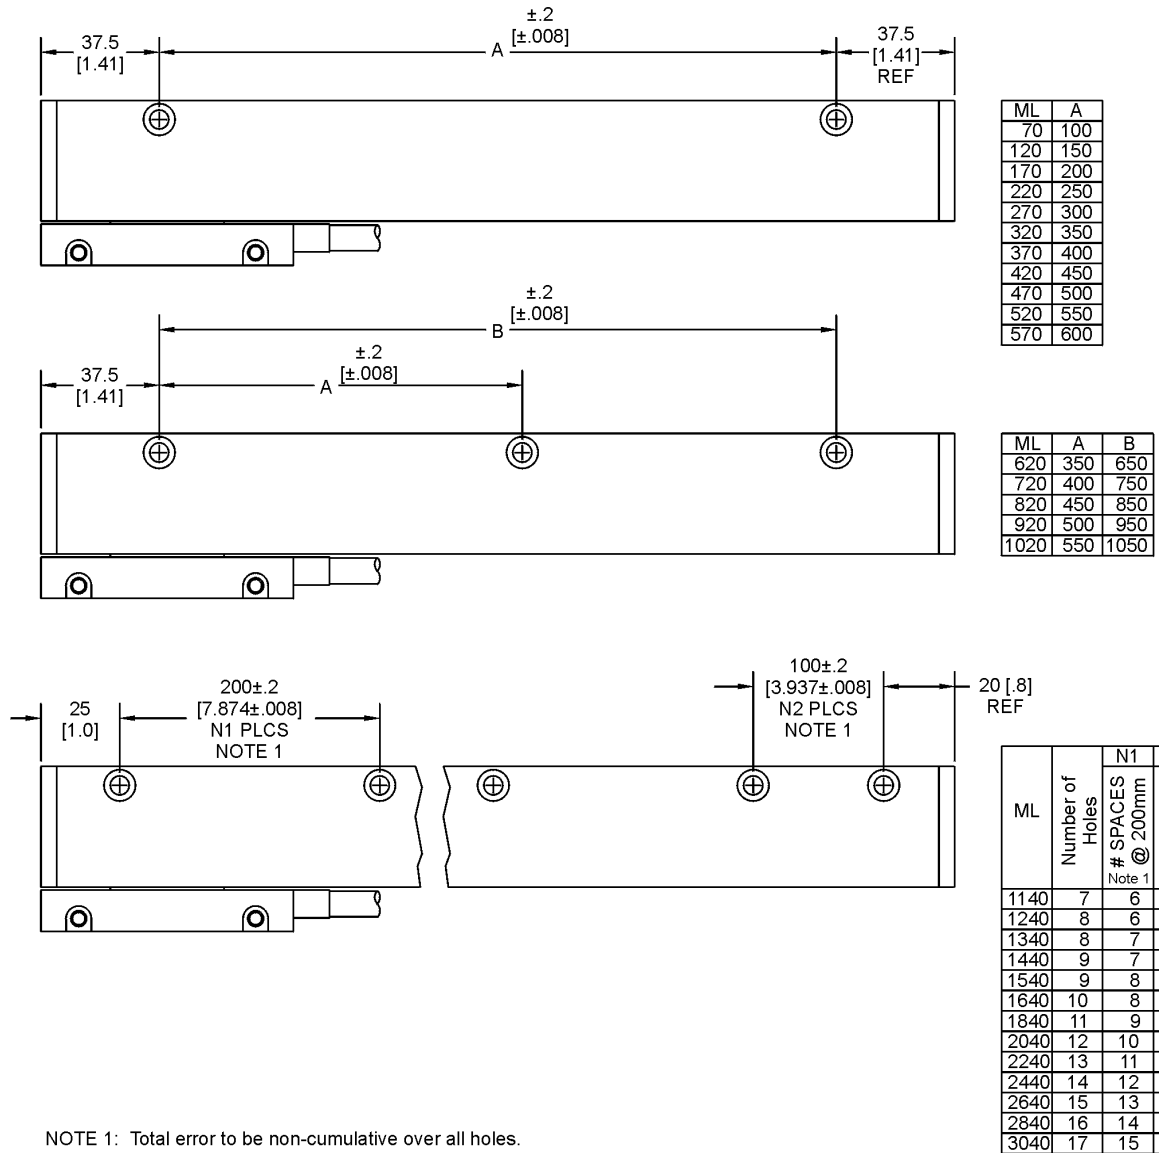 ±.2
[±.008]
37.5
[1.41]
A
37.5
[1.41]
REF
ML A
70 100
120 150
170 200
220 250
270 300
320 350
370 400
420 450
470 500
520 550
570 600
±.2
[±.008]
B
±.2
[±.008]
37.5
[1.41]
A
ML A B
620 350 650
720 400 750
820 450 850
920 500 950
1020 550 1050
25
[1.0]
200±.2
[7.874±.008]
N1 PLCS
NOTE 1
100±.2
[3.937±.008]
N2 PLCS
NOTE 1
20 [.8]
REF
N1
ML
Number of
Holes
# SPACES
@ 200mm
Note 1
1140 7 6
1240 8 6
1340 8 7
1440 9 7
1540 9 8
1640 10 8
1840 11 9
2040 12 10
2240 13 11
2440 14 12
2640 15 13
2840 16 14
3040 17 15
NOTE 1: Total error to be non-cumulative over all holes.